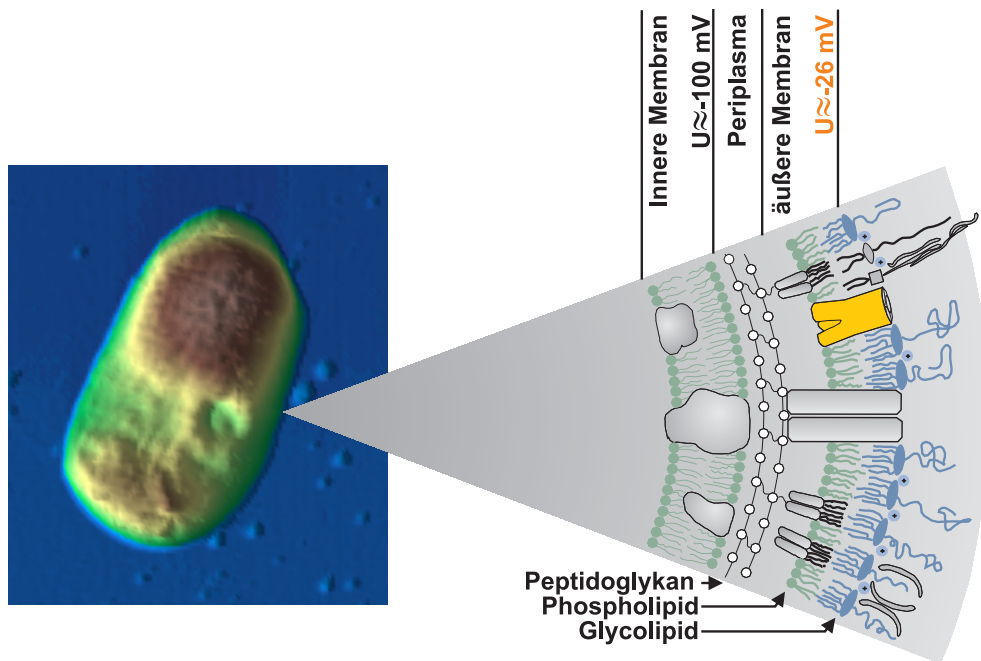 Innere Membran
U≈-100 mV
Periplasma
äußere Membran
U≈-26 mV
Peptidoglykan
Phospholipid
Glycolipid